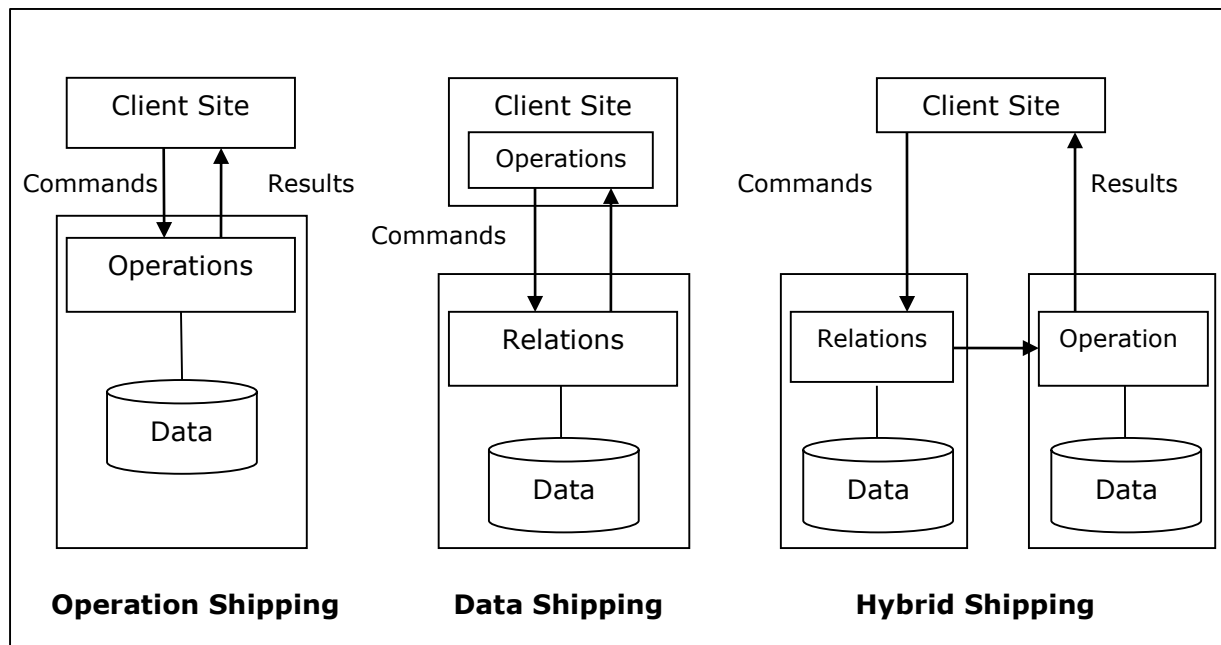 Client Site
Commands
Results
Operations
Data
Operation Shipping
Client Site
Operations
Commands
Relations
Data
Data Shipping
Client Site
Commands
Results
Relations
Operation
Data
Data
Hybrid Shipping